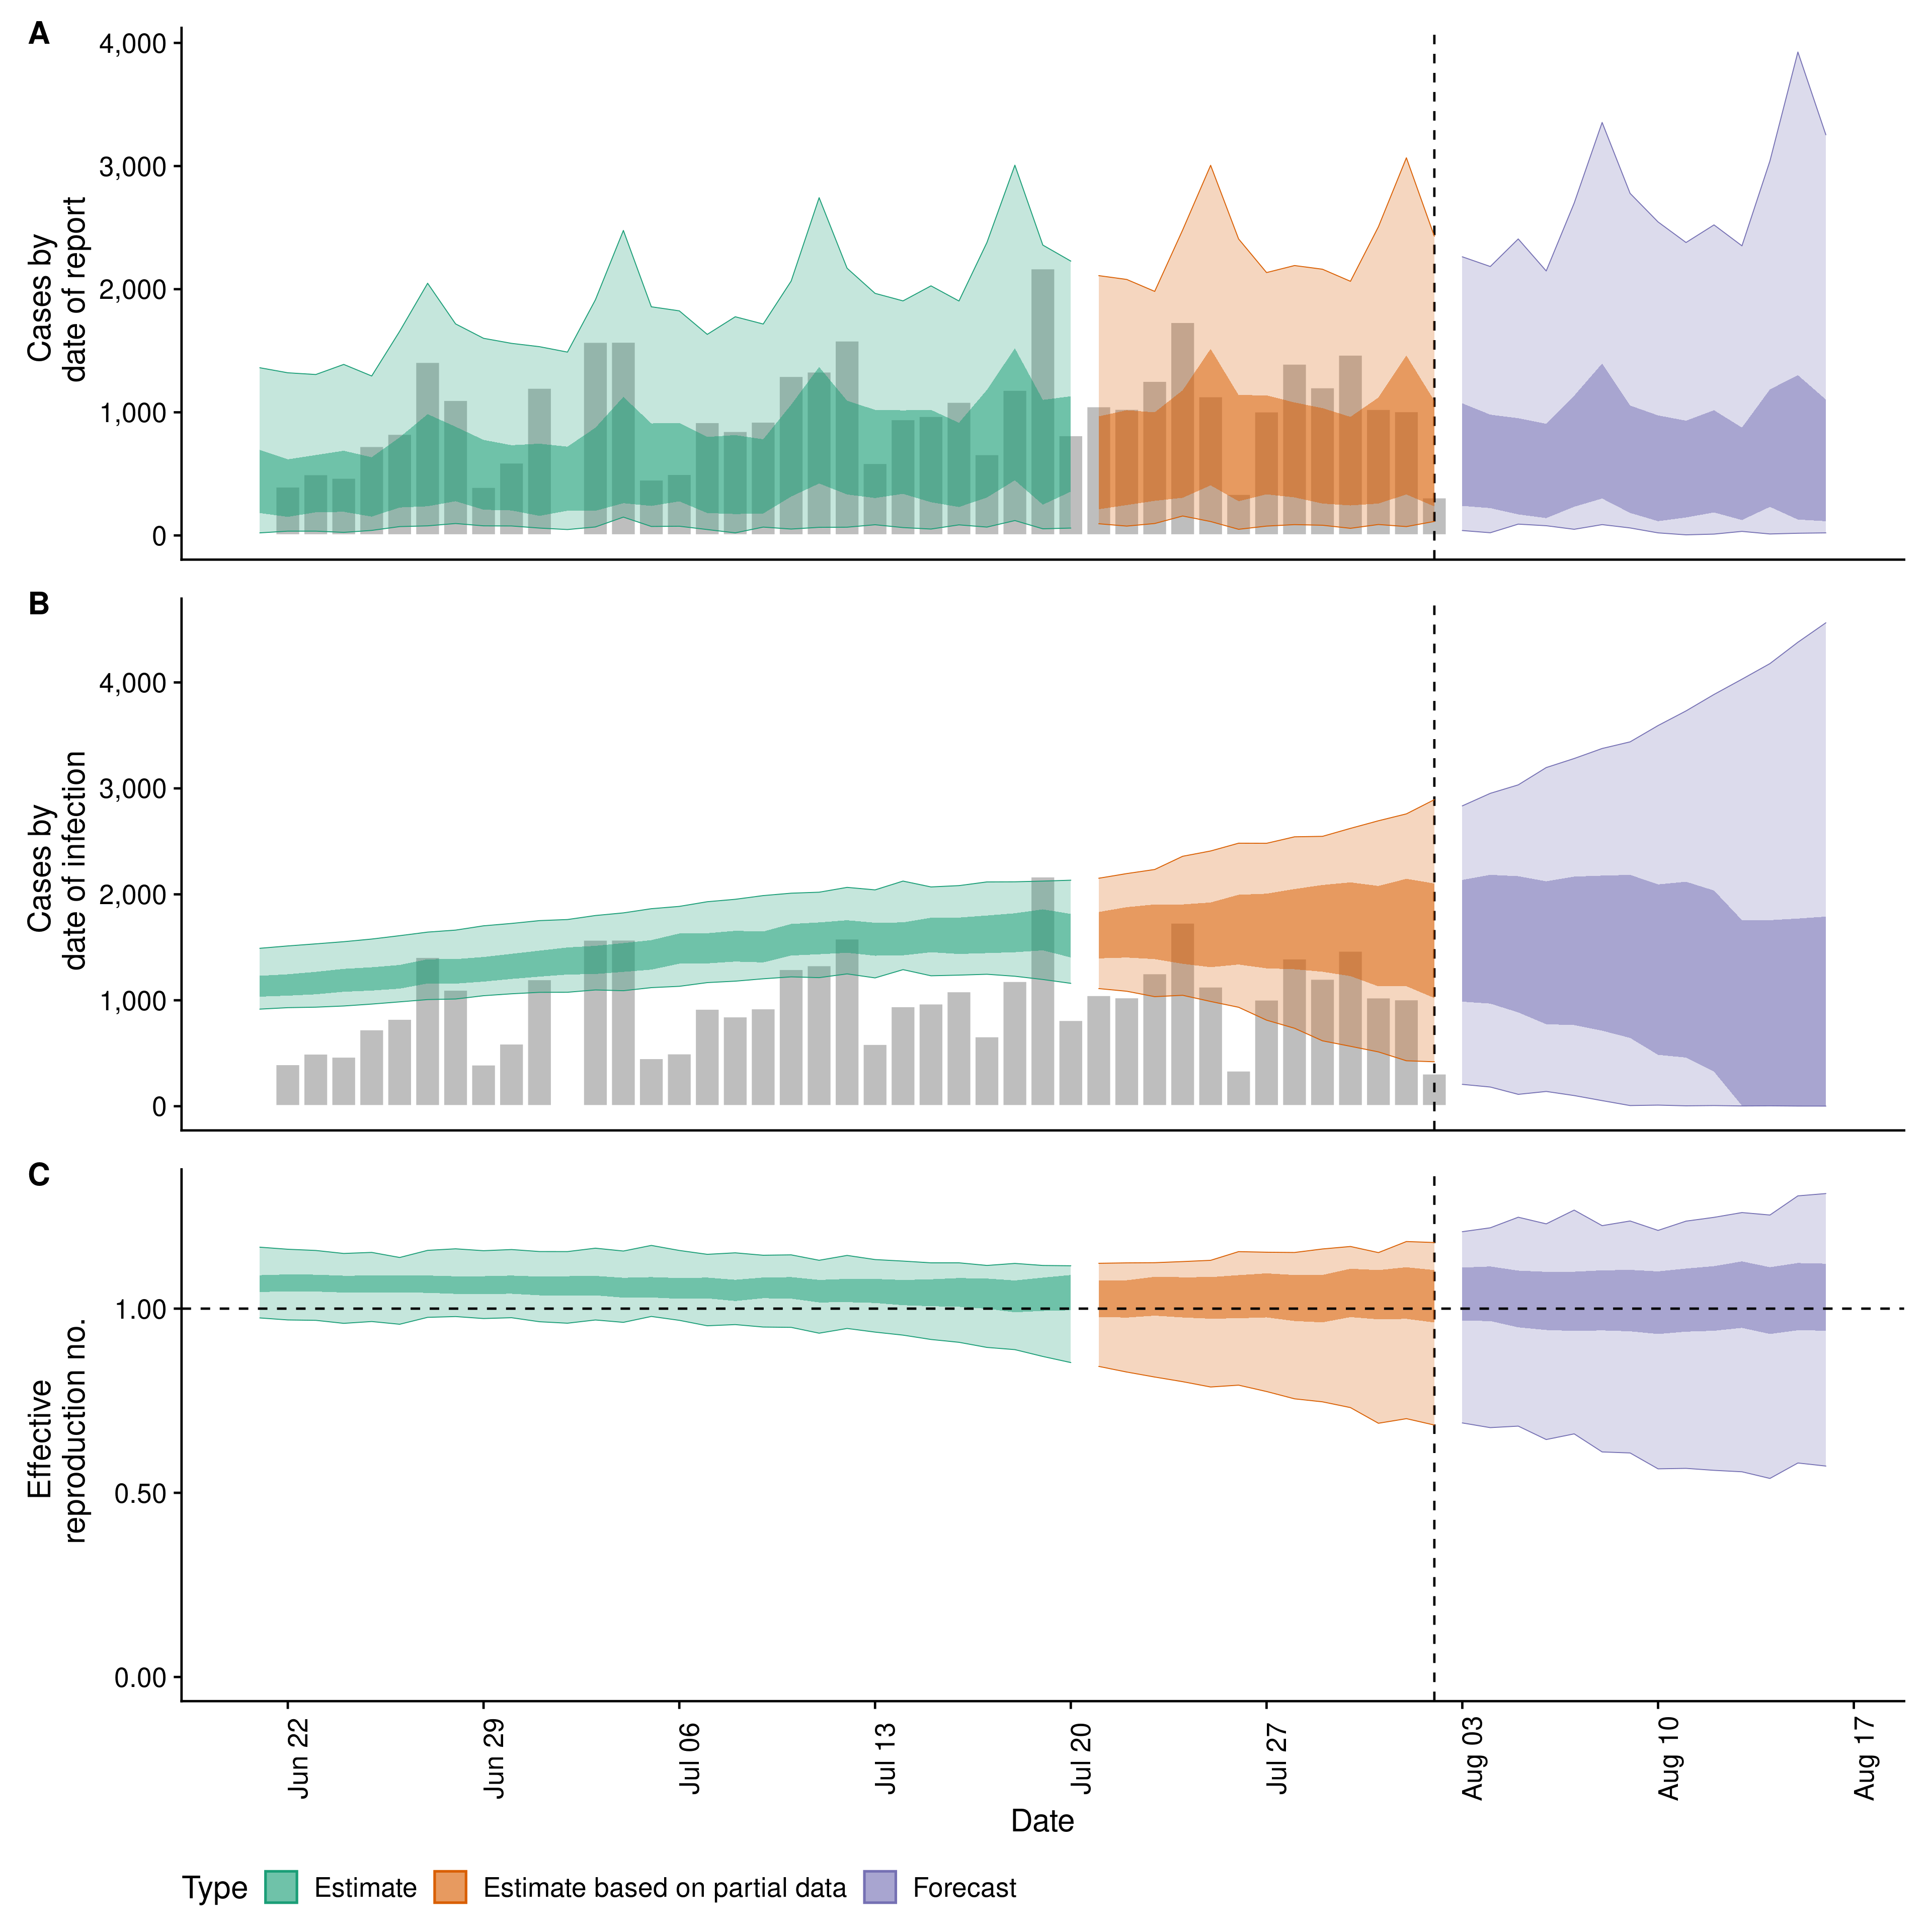 A
4,000
3,000
2,000
1,000
0
Cases by
date of report
B
4,000
3,000
2,000
1,000
0
Cases by
date of infection
C
1.00
0.50
0.00
Effective
reproduction no.
Jun 22
Jun 29
Jul 06
Jul 13
Jul 20
Jul 27
Aug 03
Aug 10
Aug 17
Date
Type Estimate Estimate based on partial data Forecast